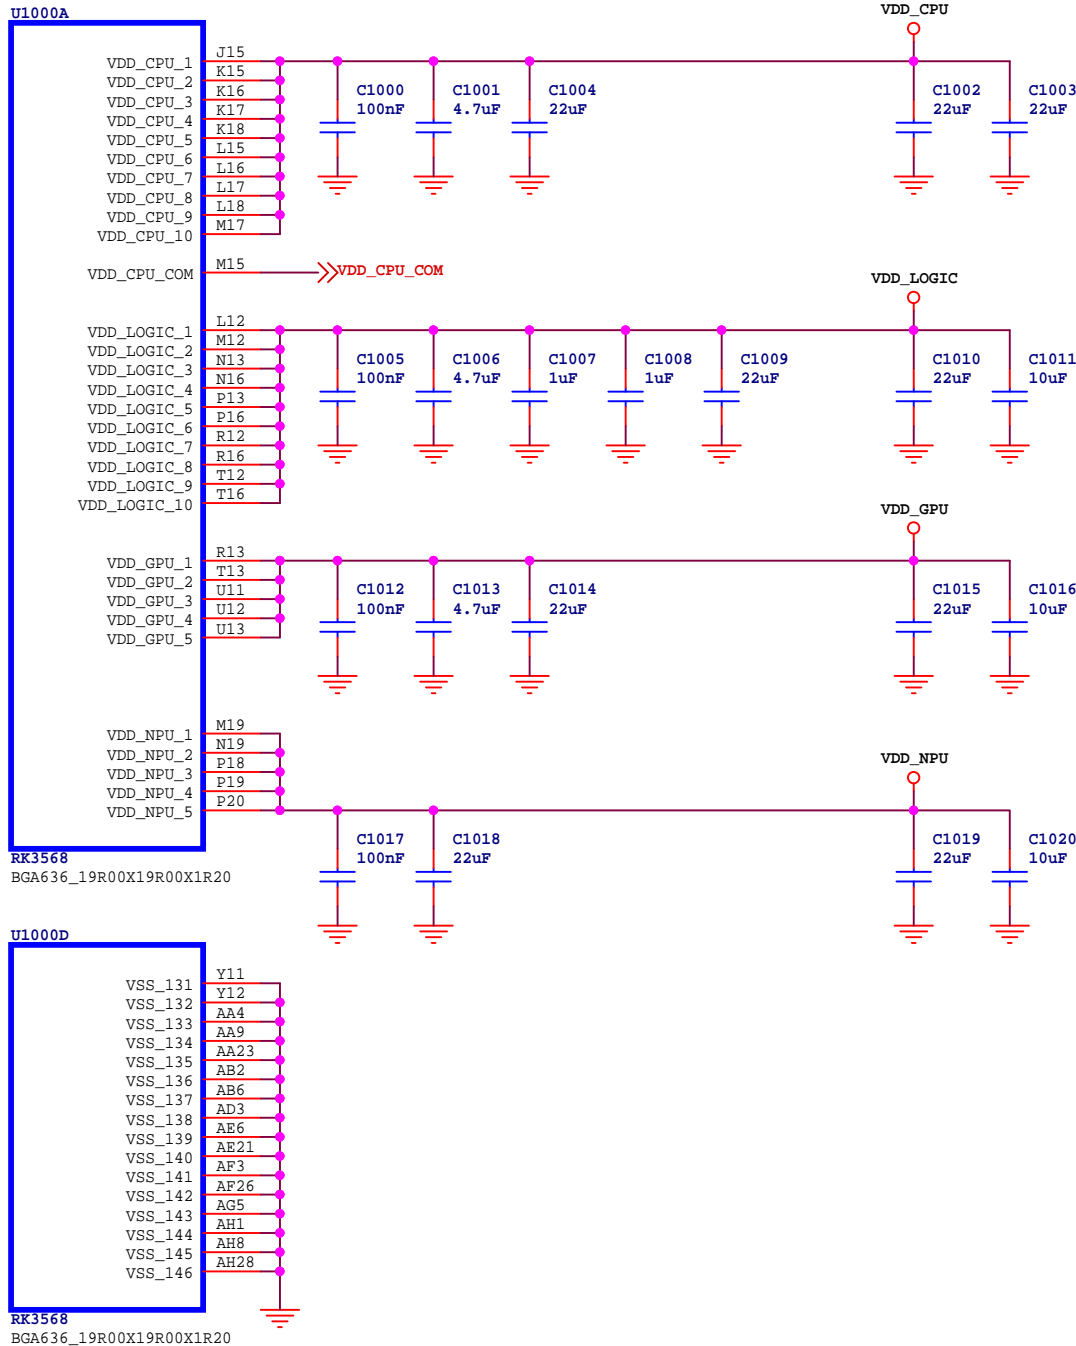 U1000A
VDD_CPU
VDD_CPU_1 J15
VDD_CPU_2 K15
VDD_CPU_3 K16
VDD_CPU_4 K17
VDD_CPU_5 K18
VDD_CPU_6 L15
VDD_CPU_7 L16
VDD_CPU_8 L17
VDD_CPU_9 L18
VDD_CPU_10 M17
C1000 C1001 C1004 C1002 C1003
100nF 4.7uF 22uF 22uF 22uF
VDD_CPU_COM M15 VDD_CPU_COM
VDD_LOGIC
VDD_LOGIC_1 L12
VDD_LOGIC_2 M12
VDD_LOGIC_3 N13
VDD_LOGIC_4 N16
VDD_LOGIC_5 P13
VDD_LOGIC_6 P16
VDD_LOGIC_7 R12
VDD_LOGIC_8 R16
VDD_LOGIC_9 T12
VDD_LOGIC_10 T16
C1005 C1006 C1007 C1008 C1009 C1010 C1011
100nF 4.7uF 1uF 1uF 22uF 22uF 10uF
VDD_GPU
VDD_GPU_1 R13
VDD_GPU_2 T13
VDD_GPU_3 U11
VDD_GPU_4 U12
VDD_GPU_5 U13
C1012 C1013 C1014 C1015 C1016
100nF 4.7uF 22uF 22uF 10uF
VDD_NPU_1 M19
VDD_NPU_2 N19
VDD_NPU_3 P18
VDD_NPU_4 P19
VDD_NPU_5 P20
VDD_NPU
C1017 C1018 C1019 C1020
100nF 22uF 22uF 10uF
RK3568
BGA636_19R00X19R00X1R20
U1000D
VSS_131 Y11
VSS_132 Y12
VSS_133 AA4
VSS_134 AA9
VSS_135 AA23
VSS_136 AB2
VSS_137 AB6
VSS_138 AD3
VSS_139 AE6
VSS_140 AE21
VSS_141 AF3
VSS_142 AF26
VSS_143 AG5
VSS_144 AH1
VSS_145 AH8
VSS_146 AH28
RK3568
BGA636_19R00X19R00X1R20